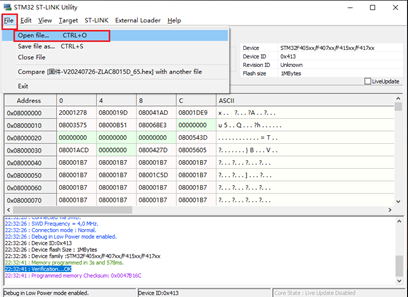 STM32 ST-LINK Utility
File Edit View Target ST-LINK External Loader Help
Open file... CTRL+O
Save file as... CTRL+S
Close File
Compare [固件-V20240726-ZLAC8015D_65.hex] with another file
Exit
Device STM32F405xx/F407xx/F415xx/F417xx
Device ID 0x413
Revision ID Unknown
Flash size 1MBytes
LiveUpdate
Address 0 4 8 C ASCII
0x08000000 20001278 0800019D 080041AD 08001DE9
0x08000010 08003575 08000B51 080068E3 00000000
0x08000020 00000000 00000000 00000000 0800543D
0x08000030 08001ACD 00000000 0800427D 08005605
0x08000040 080001B7 080001B7 080001B7 080001B7
0x08000050 080001B7 080001B7 08001C5D 080001B7
0x08000060 080001B7 080001B7 080001B7 080001B7
0x08000070 080001B7 080001B7 080001B7 080001B7
22:32:26 : SWD Frequency = 4,0 MHz.
22:32:26 : Connection mode : Normal.
22:32:26 : Debug in Low Power mode enabled.
22:32:26 : Device ID:0x413
22:32:26 : Device flash Size : 1MBytes
22:32:26 : Device family :STM32F405xx/F407xx/F415xx/F417xx
22:32:41 : Memory programmed in 3s and 578ms.
22:32:41 : Verification...OK
22:32:41 : Programmed memory Checksum: 0x0047B16C
Debug in Low Power mode enabled. Device ID:0x413 Core State : Live Update Disabled